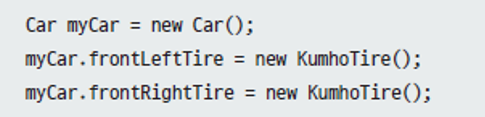 Car myCar = new Car();
myCar.frontLeftTire = new KumhoTire();
myCar.frontRightTire = new KumhoTire();